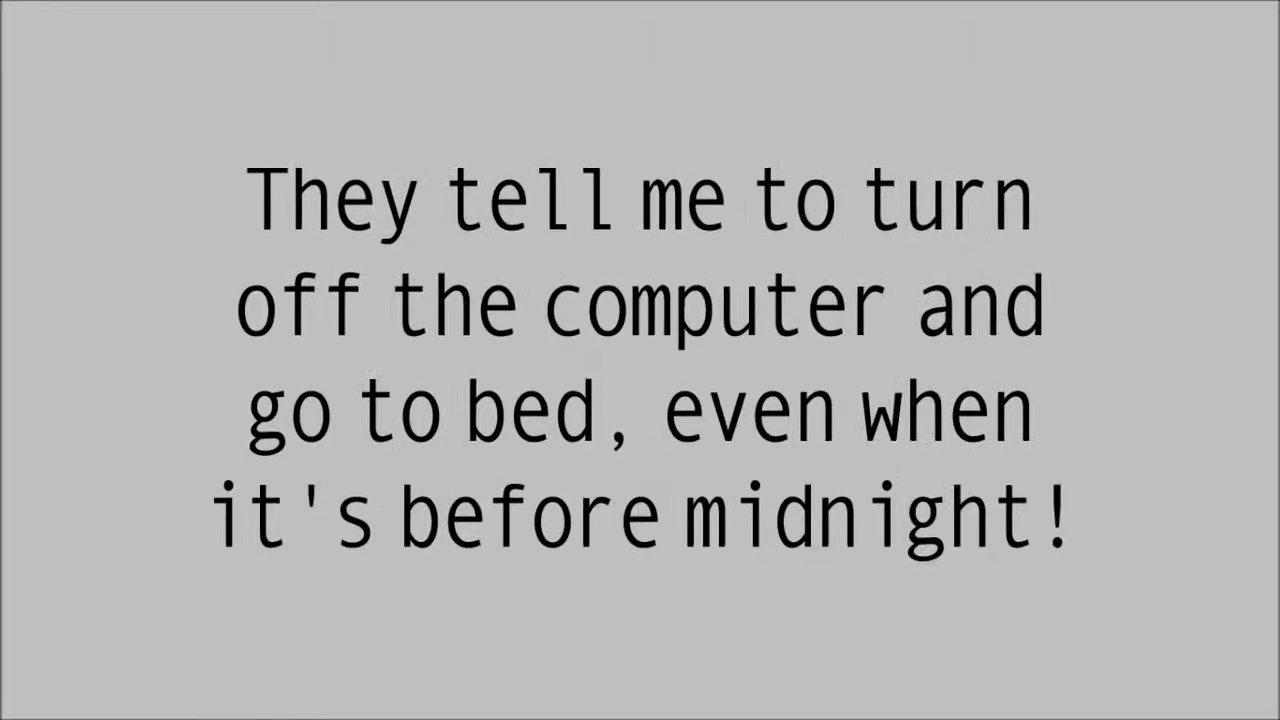 They tell me to turn
off the computer and
go to bed, even when
it's before midnight!